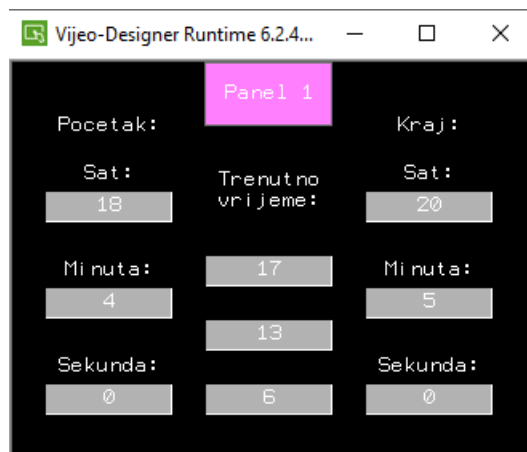 Vijeo-Designer Runtime 6.2.4...
Panel 1
Pocetak:
Kraj:
Sat:
Trenutno
vrijeme:
Sat:
18
20
Minuta:
17
Minuta:
4
5
13
Sekunda:
Sekunda:
0
6
0